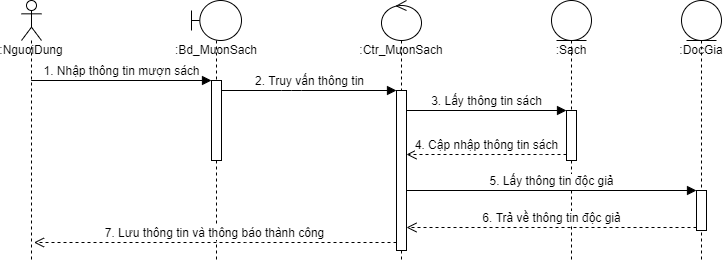 :NguoiDung
:Bd_MuonSach
:Ctr_MuonSach
:Sach
:DocGia
1. Nhập thông tin mượn sách
2. Truy vấn thông tin
3. Lấy thông tin sách
4. Cập nhập thông tin sách
5. Lấy thông tin độc giả
6. Trả về thông tin độc giả
7. Lưu thông tin và thông báo thành công